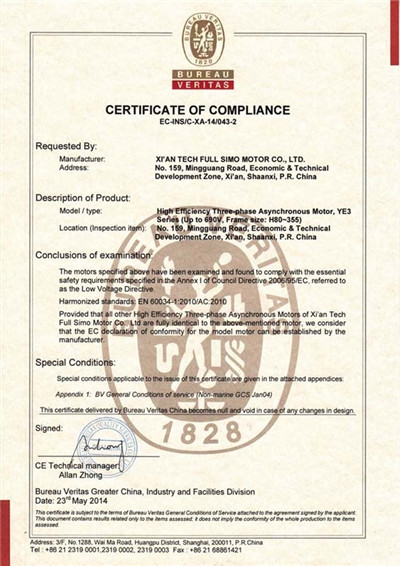 BUREAU VERITAS
1828
BUREAU
VERITAS
CERTIFICATE OF COMPLIANCE
EC-INS/C-XA-14/043-2
Requested By:
Manufacturer: XI'AN TECH FULL SIMO MOTOR CO., LTD.
Address: No. 159, Mingguang Road, Economic & Technical
Development Zone, Xi'an, Shaanxi, P.R. China
Description of Product:
Model / type: High Efficiency Three-phase Asynchronous Motor, YE3
Series (Up to 690V, Frame size: H80~355)
Location (Inspection item): No. 159, Mingguang Road, Economic & Technical
Development Zone, Xi'an, Shaanxi, P.R. China
Conclusions of examination:
The motors specified above have been examined and found to comply with the essential
safety requirements in the Annex I of Council Directive 2006/95/EC, referred to
as the Low Voltage Directive.
Harmonized standards: EN 60034-1:2010/AC:2010
Provided that all other High Efficiency Three-phase Asynchronous Motors of Xi'an Tech
Full Simo Motor Co., Ltd are fully identical to the above-mentioned motor, we consider
that the EC declaration of conformity for the model motor can be established by the
manufacturer.
Special Conditions:
Special conditions applicable to the issue of this certificate are given in the attached appendices:
Appendix 1: BV General Conditions of service (Non-marine GCS Jan04)
This certificate delivered by Bureau Veritas China becomes null and void in case of any changes in design.
1828
Signed:
CE Technical manager:
Allan Zhong
Bureau Veritas Greater China, Industry and Facilities Division
Date: 23rd May 2014
This certificate is subject to the terms of Bureau Veritas General Conditions of Service attached to the agreement signed by the applicant.
This document contains results related only to the items assessed; it does not imply the conformity of the whole production to the items
assessed.
Address: 3/F, No.1288, Wai Ma Road, Huangpu District, Shanghai, 200011, P.R.China
Tel : +86 21 2319 0001,2319 0002, 2319 0003 Fax : +86 21 68861421